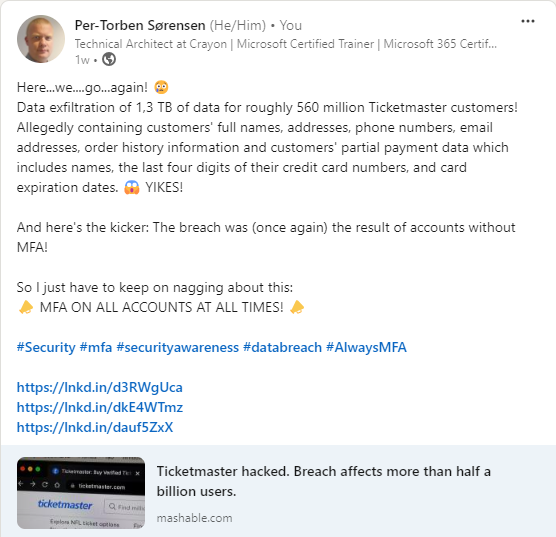 Per-Torben Sørensen (He/Him) • You
Technical Architect at Crayon | Microsoft Certified Trainer | Microsoft 365 Certif...
1w •
Here...we....go...again! 😳
Data exfiltration of 1,3 TB of data for roughly 560 million Ticketmaster customers!
Allegedly containing customers' full names, addresses, phone numbers, email
addresses, order history information and customers' partial payment data which
includes names, the last four digits of their credit card numbers, and card
expiration dates. 😱 YIKES!
And here's the kicker: The breach was (once again) the result of accounts without
MFA!
So I just have to keep on nagging about this:
📣 MFA ON ALL ACCOUNTS AT ALL TIMES! 📣
#Security #mfa #securityawareness #databreach #AlwaysMFA
https://lnkd.in/d3RWgUca
https://lnkd.in/dkE4WTmz
https://lnkd.in/dauf5ZxX
Ticketmaster: Buy Verified Tic
ticketmaster.com
ticketmaster
Find mill
Explore NFL ticket options
Ticketmaster hacked. Breach affects more than half a
billion users.
mashable.com